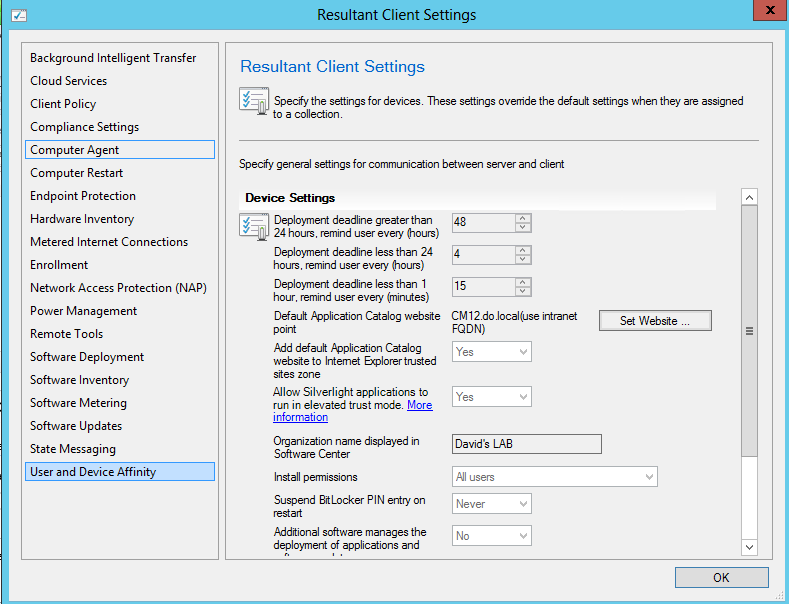 Resultant Client Settings
x
Background Intelligent Transfer
Cloud Services
Client Policy
Compliance Settings
Computer Agent
Computer Restart
Endpoint Protection
Hardware Inventory
Metered Internet Connections
Enrollment
Network Access Protection (NAP)
Power Management
Remote Tools
Software Deployment
Software Inventory
Software Metering
Software Updates
State Messaging
User and Device Affinity
Resultant Client Settings
Specify the settings for devices. These settings override the default settings when they are assigned
to a collection.
Specify general settings for communication between server and client
Device Settings
Deployment deadline greater than
24 hours, remind user every (hours)
48
Deployment deadline less than 24
hours, remind user every (hours)
4
Deployment deadline less than 1
hour, remind user every (minutes)
15
Default Application Catalog website
point
CM12.do.local(use intranet
FQDN)
Set Website ...
Add default Application Catalog
website to Internet Explorer trusted
sites zone
Yes
Allow Silverlight applications to
run in elevated trust mode. More
information
Yes
Organization name displayed in
Software Center
David's LAB
Install permissions
All users
Suspend BitLocker PIN entry on
restart
Never
Additional software manages the
deployment of applications and
No
OK